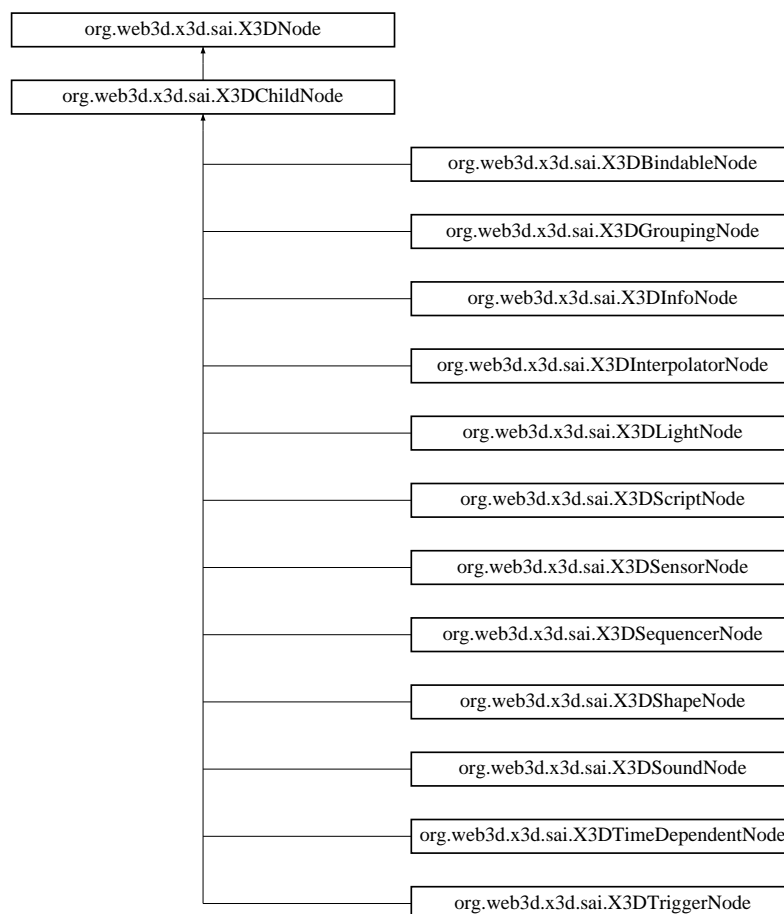 org.web3d.x3d.sai.X3DNode
org.web3d.x3d.sai.X3DChildNode
org.web3d.x3d.sai.X3DBindableNode
org.web3d.x3d.sai.X3DGroupingNode
org.web3d.x3d.sai.X3DInfoNode
org.web3d.x3d.sai.X3DInterpolatorNode
org.web3d.x3d.sai.X3DLightNode
org.web3d.x3d.sai.X3DScriptNode
org.web3d.x3d.sai.X3DSensorNode
org.web3d.x3d.sai.X3DSequencerNode
org.web3d.x3d.sai.X3DShapeNode
org.web3d.x3d.sai.X3DSoundNode
org.web3d.x3d.sai.X3DTimeDependentNode
org.web3d.x3d.sai.X3DTriggerNode